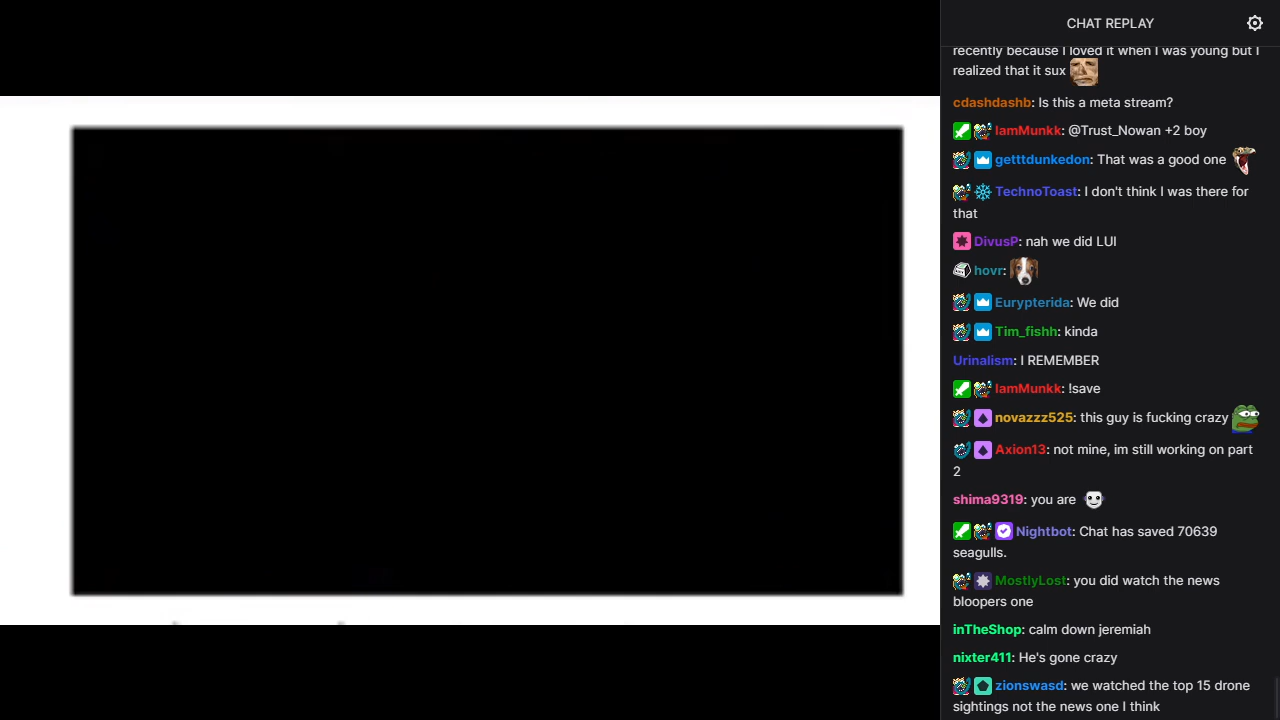 CHAT REPLAY
recently because I loved it when I was young but I
realized that it sux
cdashdashb: Is this a meta stream?
IamMunkk: @Trust_Nowan +2 boy
getttdunkedon: That was a good one
TechnoToast: I don't think I was there for
that
DivusP: nah we did LUI
hovr:
Eurypterida: We did
Tim_fishh: kinda
Urinalism: I REMEMBER
IamMunkk: !save
novazzz525: this guy is fucking crazy
Axion13: not mine, im still working on part
2
shima9319: you are
Nightbot: Chat has saved 70639
seagulls.
MostlyLost: you did watch the news
bloopers one
inTheShop: calm down jeremiah
nixter411: He's gone crazy
zionswasd: we watched the top 15 drone
sightings not the news one I think